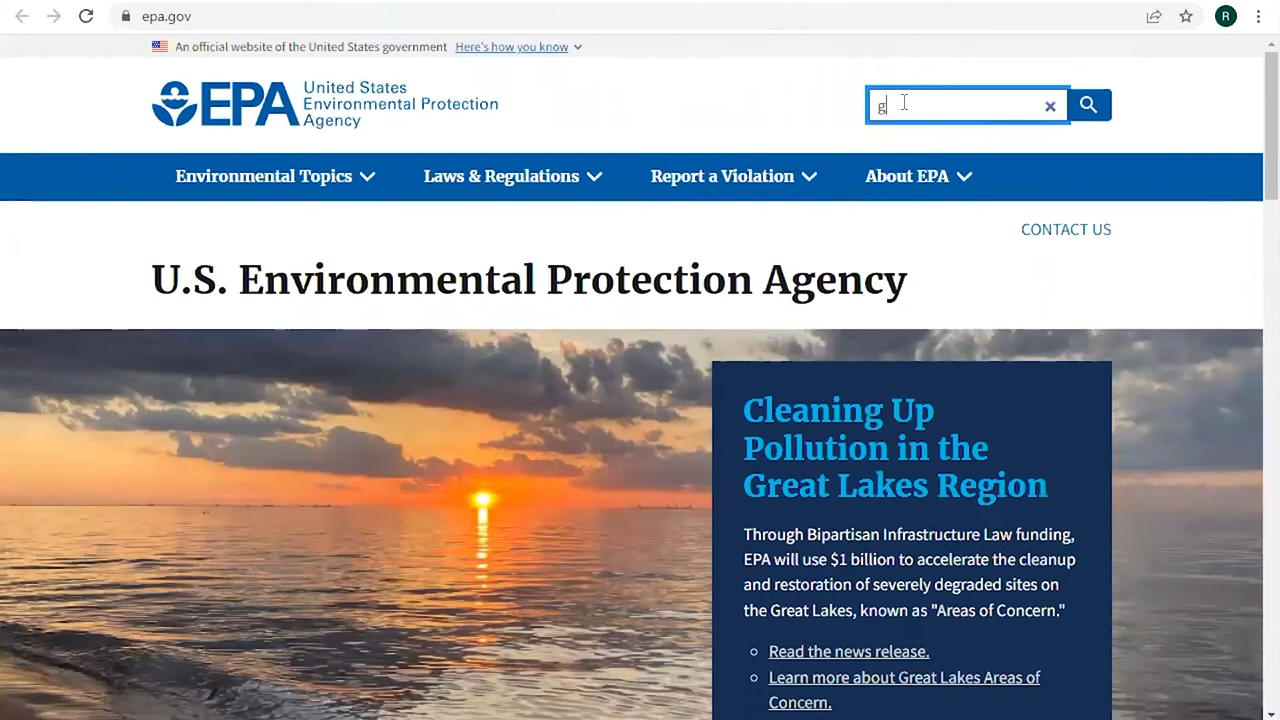 epa.gov
R
An official website of the United States government Here's how you know
EPA
United States
Environmental Protection
Agency
g
Environmental Topics
Laws & Regulations
Report a Violation
About EPA
CONTACT US
U.S. Environmental Protection Agency
Cleaning Up
Pollution in the
Great Lakes Region
Through Bipartisan Infrastructure Law funding,
EPA will use $1 billion to accelerate the cleanup
and restoration of severely degraded sites on
the Great Lakes, known as "Areas of Concern."
Read the news release.
Learn more about Great Lakes Areas of
Concern.